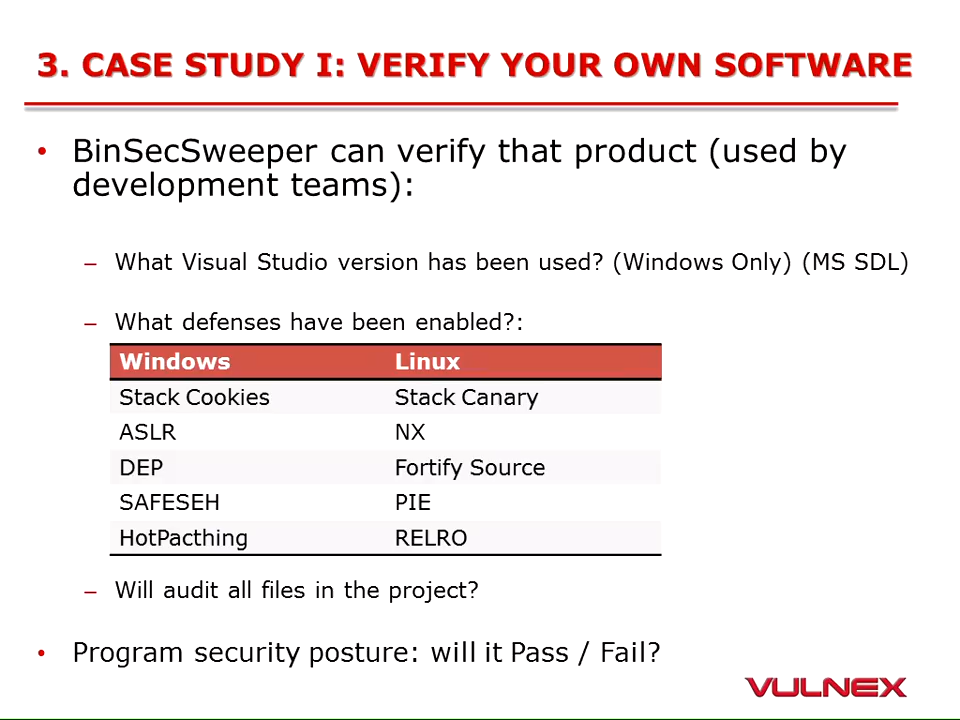 3. CASE STUDY I: VERIFY YOUR OWN SOFTWARE
• BinSecSweeper can verify that product (used by
development teams):
– What Visual Studio version has been used? (Windows Only) (MS SDL)
– What defenses have been enabled?:
Windows Linux
Stack Cookies Stack Canary
ASLR NX
DEP Fortify Source
SAFESEH PIE
HotPacthing RELRO
– Will audit all files in the project?
• Program security posture: will it Pass / Fail?
VULNEX